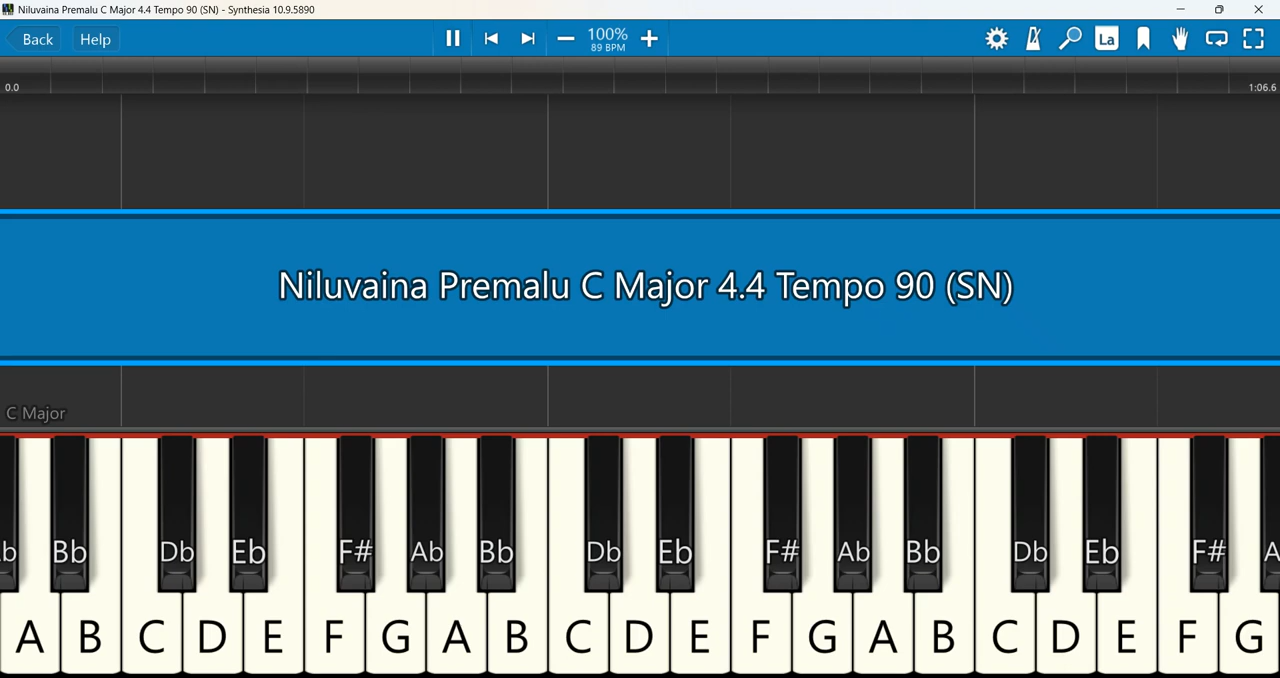 Niluvaina Premalu C Major 4.4 Tempo 90 (SN) - Synthesia 10.9.5890
Back Help 100% La
89 BPM
0.0 1:06.6
Niluvaina Premalu C Major 4.4 Tempo 90 (SN)
C Major
b Bb Db Eb F# Ab Bb Db Eb F# Ab Bb Db Eb F# A
A B C D E F G A B C D E F G A B C D E F G